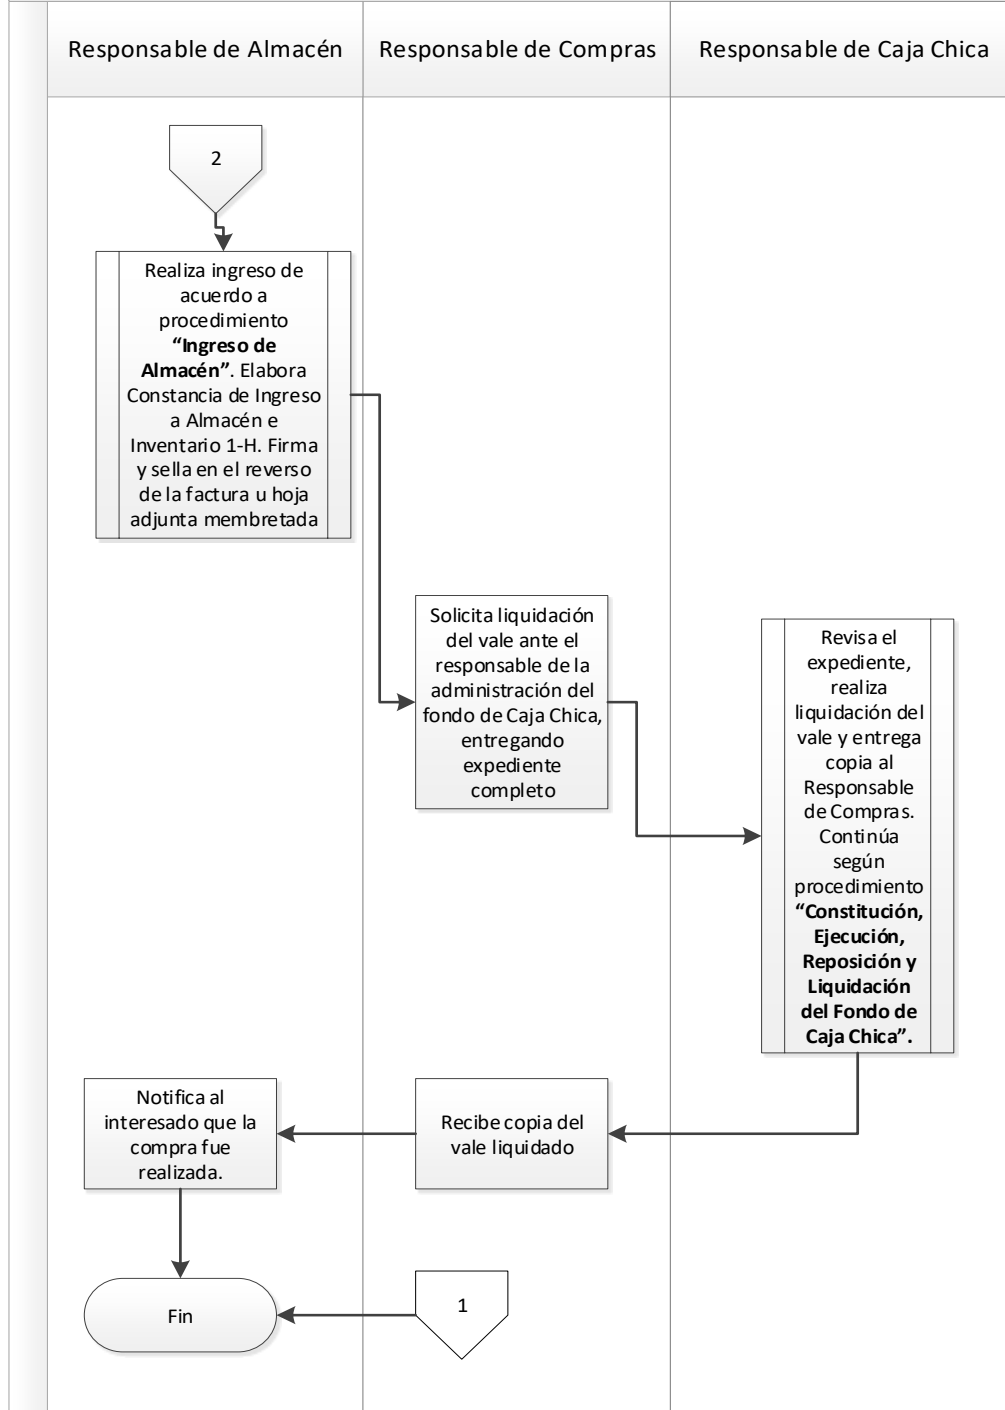 Responsable de Almacén
Responsable de Compras
Responsable de Caja Chica
2
Realiza ingreso de
acuerdo a
procedimiento
“Ingreso de
Almacén”. Elabora
Constancia de Ingreso
a Almacén e
Inventario 1-H. Firma
y sella en el reverso
de la factura u hoja
adjunta membretada
Solicita liquidación
del vale ante el
responsable de la
administración del
fondo de Caja Chica,
entregando
expediente
completo
Revisa el
expediente,
realiza
liquidación del
vale y entrega
copia al
Responsable
de Compras.
Continúa
según
procedimiento
“Constitución,
Ejecución,
Reposición y
Liquidación
del Fondo de
Caja Chica”.
Notifica al
interesado que la
compra fue
realizada.
Recibe copia del
vale liquidado
Fin
1